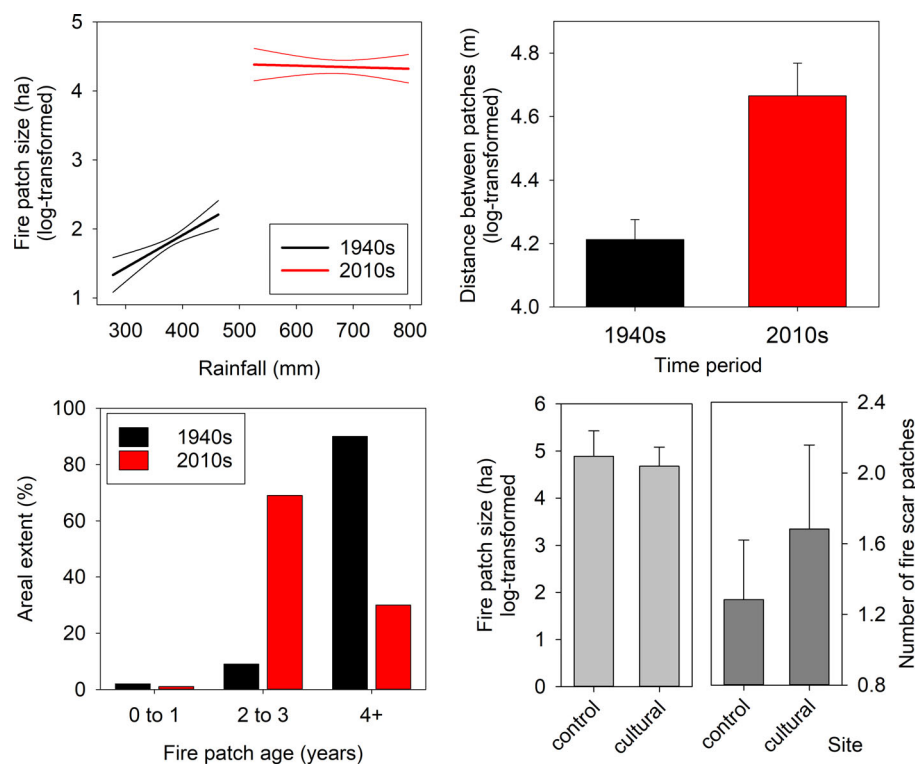 Fire patch size (ha)
(log-transformed)
5
4
3
2
1
1940s
2010s
300 400 500 600 700 800
Rainfall (mm)
Distance between patches (m)
(log-transformed)
4.8
4.6
4.4
4.2
4.0
1940s 2010s
Time period
Areal extent (%)
100
80
60
40
20
0
1940s
2010s
0 to 1 2 to 3 4+
Fire patch age (years)
Fire patch size (ha)
log-transformed
6
5
4
3
2
1
0
control cultural
2.4
2.0
1.6
1.2
0.8
Number of fire scar patches
control cultural
Site